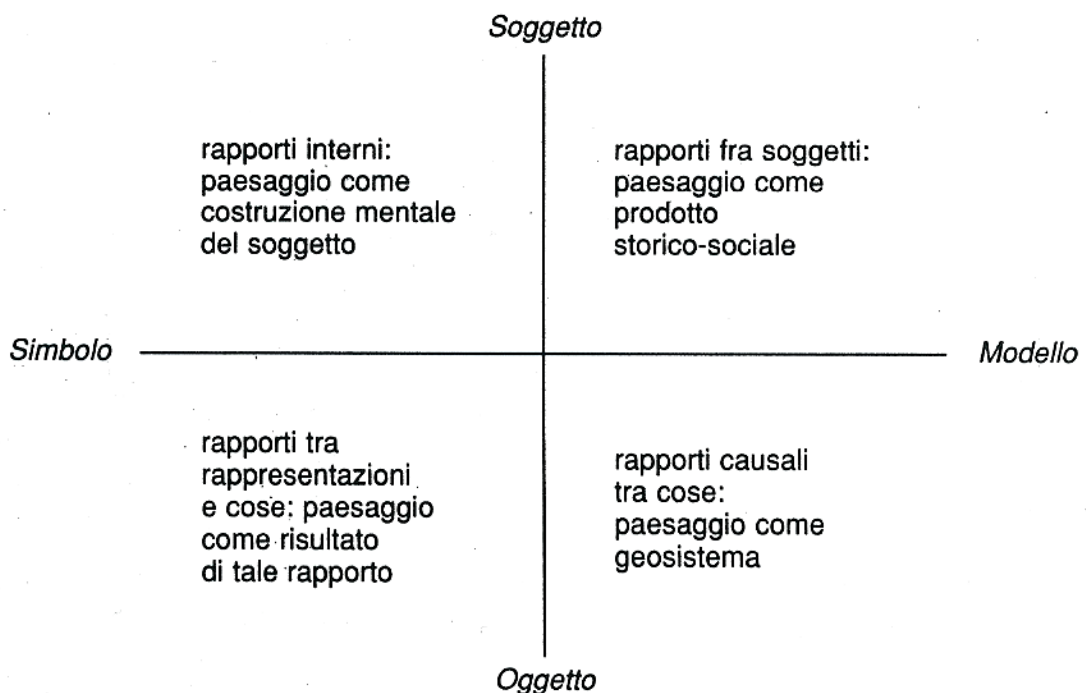 Soggetto
rapporti interni:
paesaggio come
costruzione mentale
del soggetto
rapporti fra soggetti:
paesaggio come
prodotto
storico-sociale
Simbolo
Modello
rapporti tra
rappresentazioni
e cose: paesaggio
come risultato
di tale rapporto
rapporti causali
tra cose:
paesaggio come
geosistema
Oggetto